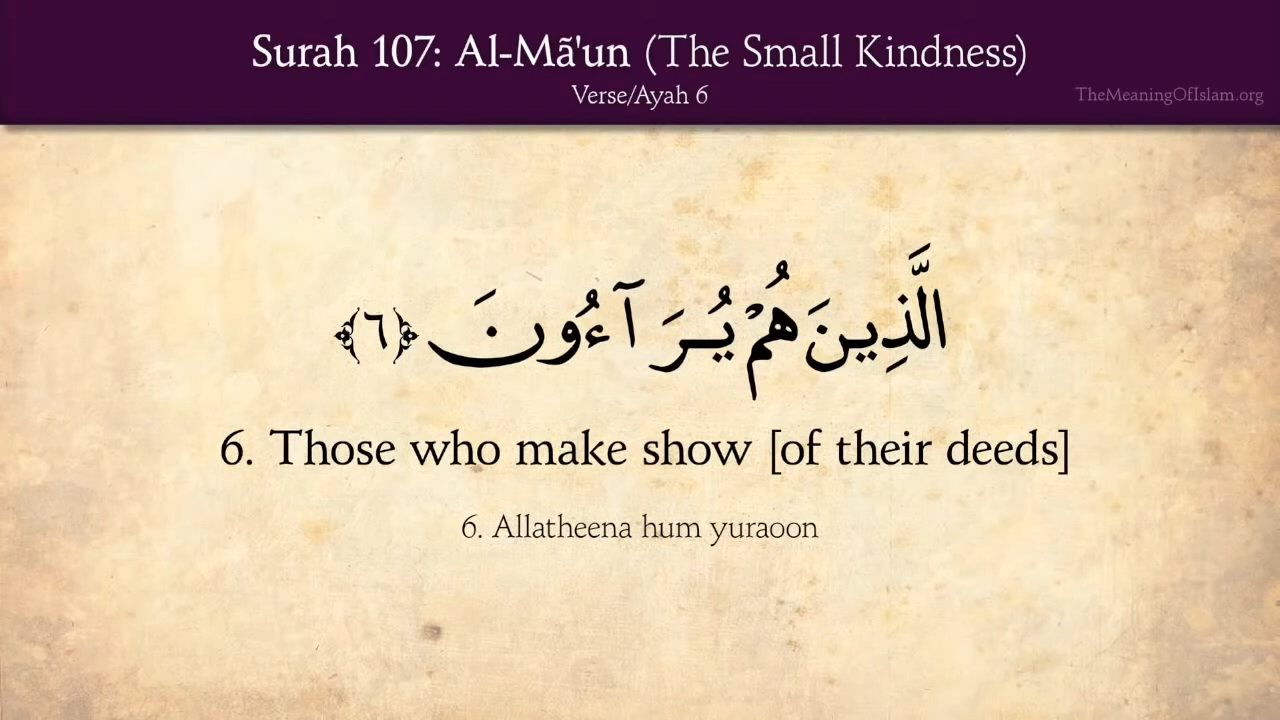 Surah 107: Al-Mã'un (The Small Kindness)
Verse/Ayah 6
TheMeaningOfIslam.org
الَّذِينَ هُمْ يُرَآءُونَ ﴿٦﴾
6. Those who make show [of their deeds]
6. Allatheena hum yuraoon